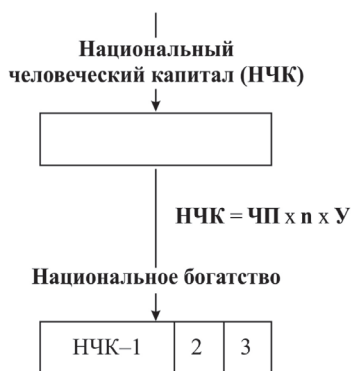 Национальный
человеческий капитал (НЧК)
НЧК = ЧП х n х У
Национальное богатство
НЧК–1 2 3